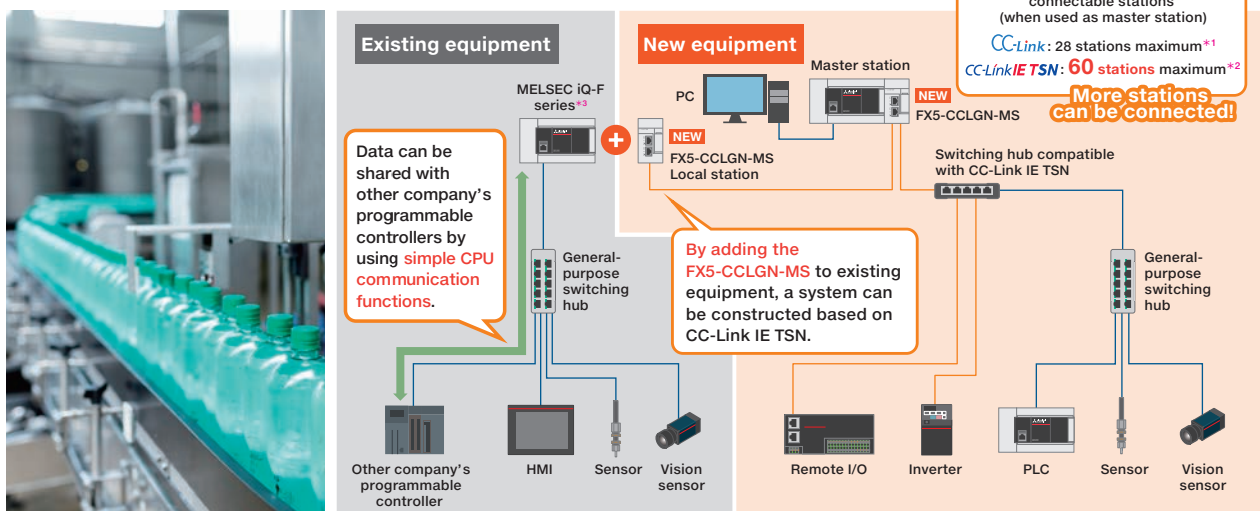 connectable stations
(when used as master station)
CC-Link : 28 stations maximum*1
CC-Link IE TSN : 60 stations maximum*2
More stations
can be connected!
Existing equipment
New equipment
MELSEC iQ-F
series*3
Data can be
shared with
other company's
programmable
controllers by
using simple CPU
communication
functions.
General-
purpose
switching
hub
Other company's
programmable
controller
HMI
Sensor
Vision
sensor
+
NEW
FX5-CCLGN-MS
Local station
PC
Master station
NEW
FX5-CCLGN-MS
Switching hub compatible
with CC-Link IE TSN
By adding the
FX5-CCLGN-MS to existing
equipment, a system can
be constructed based on
CC-Link IE TSN.
General-
purpose
switching
hub
Remote I/O
Inverter
PLC
Sensor
Vision
sensor